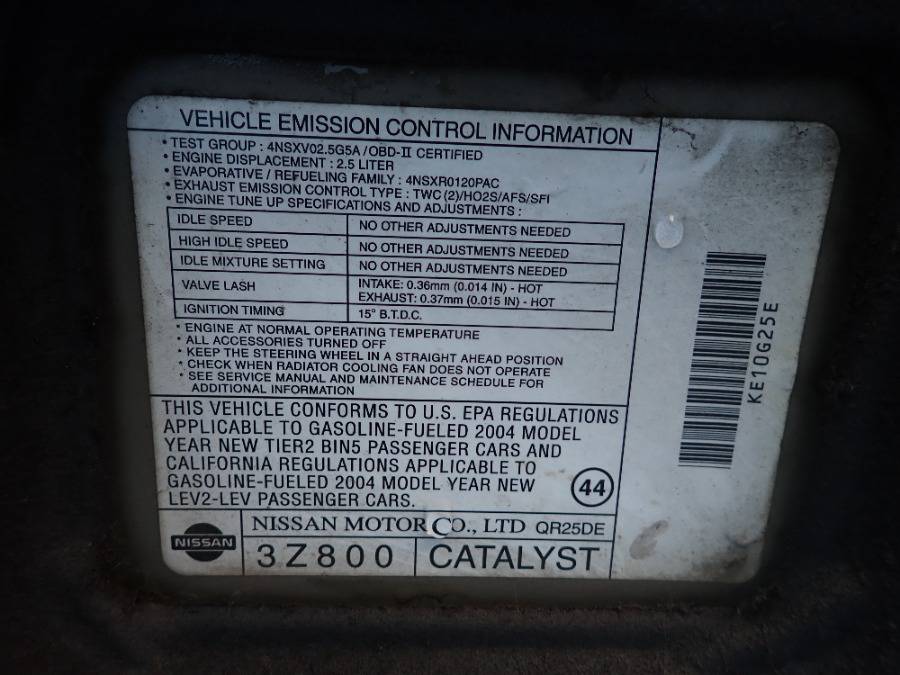 VEHICLE EMISSION CONTROL INFORMATION
• TEST GROUP : 4NSXV02.5G5A / OBD-II CERTIFIED
• ENGINE DISPLACEMENT : 2.5 LITER
• EVAPORATIVE / REFUELING FAMILY : 4NSXR0120PAC
• EXHAUST EMISSION CONTROL TYPE : TWC (2)/HO2S/AFS/SFI
• ENGINE TUNE UP SPECIFICATIONS AND ADJUSTMENTS :
IDLE SPEED NO OTHER ADJUSTMENTS NEEDED
HIGH IDLE SPEED NO OTHER ADJUSTMENTS NEEDED
IDLE MIXTURE SETTING NO OTHER ADJUSTMENTS NEEDED
VALVE LASH INTAKE: 0.36mm (0.014 IN) - HOT
EXHAUST: 0.37mm (0.015 IN) - HOT
IGNITION TIMING 15° B.T.D.C.
• ENGINE AT NORMAL OPERATING TEMPERATURE
• ALL ACCESSORIES TURNED OFF
• KEEP THE STEERING WHEEL IN A STRAIGHT AHEAD POSITION
• CHECK WHEN RADIATOR COOLING FAN DOES NOT OPERATE
• SEE SERVICE MANUAL AND MAINTENANCE SCHEDULE FOR
ADDITIONAL INFORMATION
THIS VEHICLE CONFORMS TO U.S. EPA REGULATIONS
APPLICABLE TO GASOLINE-FUELED 2004 MODEL
YEAR NEW TIER2 BIN5 PASSENGER CARS AND
CALIFORNIA REGULATIONS APPLICABLE TO
GASOLINE-FUELED 2004 MODEL YEAR NEW
LEV2-LEV PASSENGER CARS.
44
NISSAN
NISSAN MOTOR CO., LTD QR25DE
3Z800 CATALYST
KE10G25E